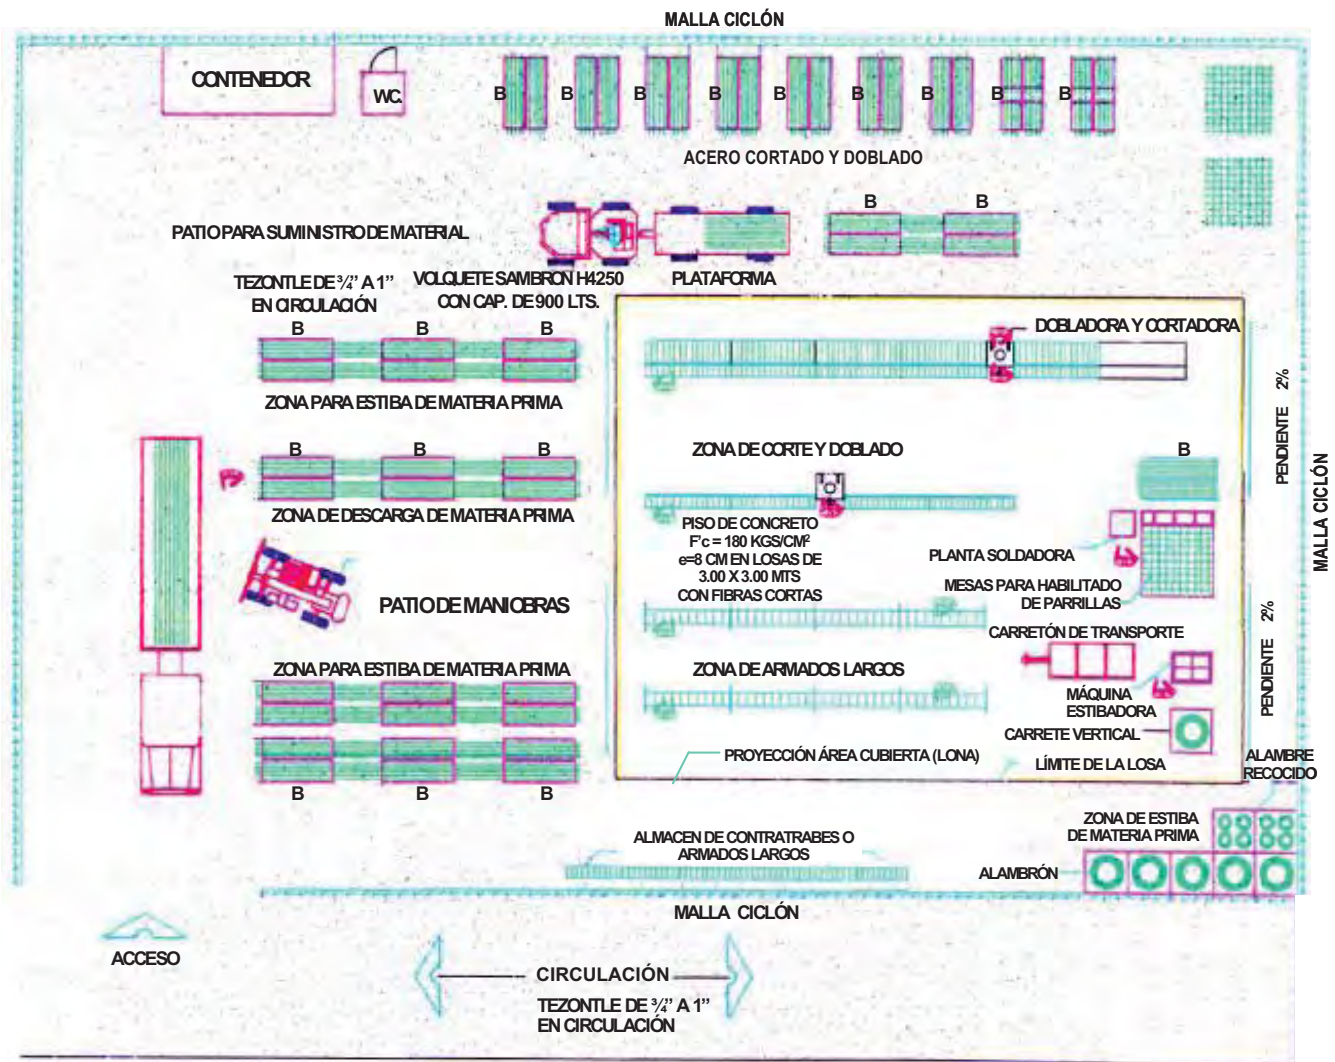 MALLA CICLÓN
CONTENEDOR
WC.
B B B B B B B B B
ACERO CORTADO Y DOBLADO
B B
PATIO PARA SUMINISTRO DE MATERIAL
TEZONTLE DE ¾” A 1”
EN CIRCULACIÓN
VOLQUETE SAMBRON H4250
CON CAP. DE 900 LTS.
PLATAFORMA
B B B
ZONA PARA ESTIBA DE MATERIA PRIMA
DOBLADORA Y CORTADORA
PENDIENTE 2%
MALLA CICLÓN
B B B
ZONA DE DESCARGA DE MATERIA PRIMA
ZONA DE CORTE Y DOBLADO
B
PISO DE CONCRETO
F'c = 180 KGS/CM²
e=8 CM EN LOSAS DE
3.00 X 3.00 MTS
CON FIBRAS CORTAS
PLANTA SOLDADORA
MESAS PARA HABILITADO
DE PARRILLAS
PATIO DE MANIOBRAS
CARRETÓN DE TRANSPORTE
PENDIENTE 2%
ZONA PARA ESTIBA DE MATERIA PRIMA
ZONA DE ARMADOS LARGOS
MÁQUINA
ESTIBADORA
CARRETE VERTICAL
B B B
PROYECCIÓN ÁREA CUBIERTA (LONA)
LÍMITE DE LA LOSA
ALAMBRE
RECOCIDO
ZONA DE ESTIBA
DE MATERIA PRIMA
ALMACEN DE CONTRATRABES O
ARMADOS LARGOS
ALAMBRÓN
MALLA CICLÓN
ACCESO
CIRCULACIÓN
TEZONTLE DE ¾” A 1”
EN CIRCULACIÓN